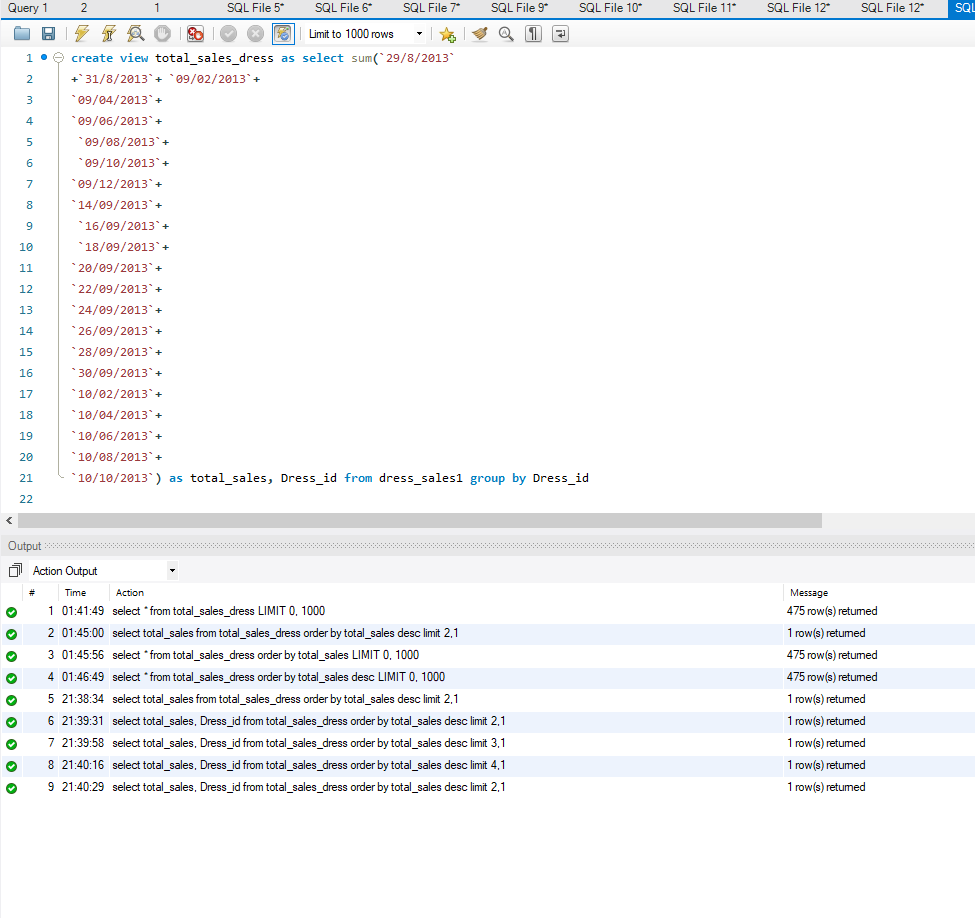 Query 1 2 1 SQL File 5* SQL File 6* SQL File 7* SQL File 9* SQL File 10* SQL File 11* SQL File 12* SQL File 12* SQL
Limit to 1000 rows
1 create view total_sales_dress as select sum(`29/8/2013`
2 +`31/8/2013`+ `09/02/2013`+
3 `09/04/2013`+
4 `09/06/2013`+
5 `09/08/2013`+
6 `09/10/2013`+
7 `09/12/2013`+
8 `14/09/2013`+
9 `16/09/2013`+
10 `18/09/2013`+
11 `20/09/2013`+
12 `22/09/2013`+
13 `24/09/2013`+
14 `26/09/2013`+
15 `28/09/2013`+
16 `30/09/2013`+
17 `10/02/2013`+
18 `10/04/2013`+
19 `10/06/2013`+
20 `10/08/2013`+
21 `10/10/2013`) as total_sales, Dress_id from dress_sales1 group by Dress_id
22
Output
Action Output
# Time Action Message
1 01:41:49 select * from total_sales_dress LIMIT 0, 1000 475 row(s) returned
2 01:45:00 select total_sales from total_sales_dress order by total_sales desc limit 2,1 1 row(s) returned
3 01:45:56 select * from total_sales_dress order by total_sales LIMIT 0, 1000 475 row(s) returned
4 01:46:49 select * from total_sales_dress order by total_sales desc LIMIT 0, 1000 475 row(s) returned
5 21:38:34 select total_sales from total_sales_dress order by total_sales desc limit 2,1 1 row(s) returned
6 21:39:31 select total_sales, Dress_id from total_sales_dress order by total_sales desc limit 2,1 1 row(s) returned
7 21:39:58 select total_sales, Dress_id from total_sales_dress order by total_sales desc limit 3,1 1 row(s) returned
8 21:40:16 select total_sales, Dress_id from total_sales_dress order by total_sales desc limit 4,1 1 row(s) returned
9 21:40:29 select total_sales, Dress_id from total_sales_dress order by total_sales desc limit 2,1 1 row(s) returned